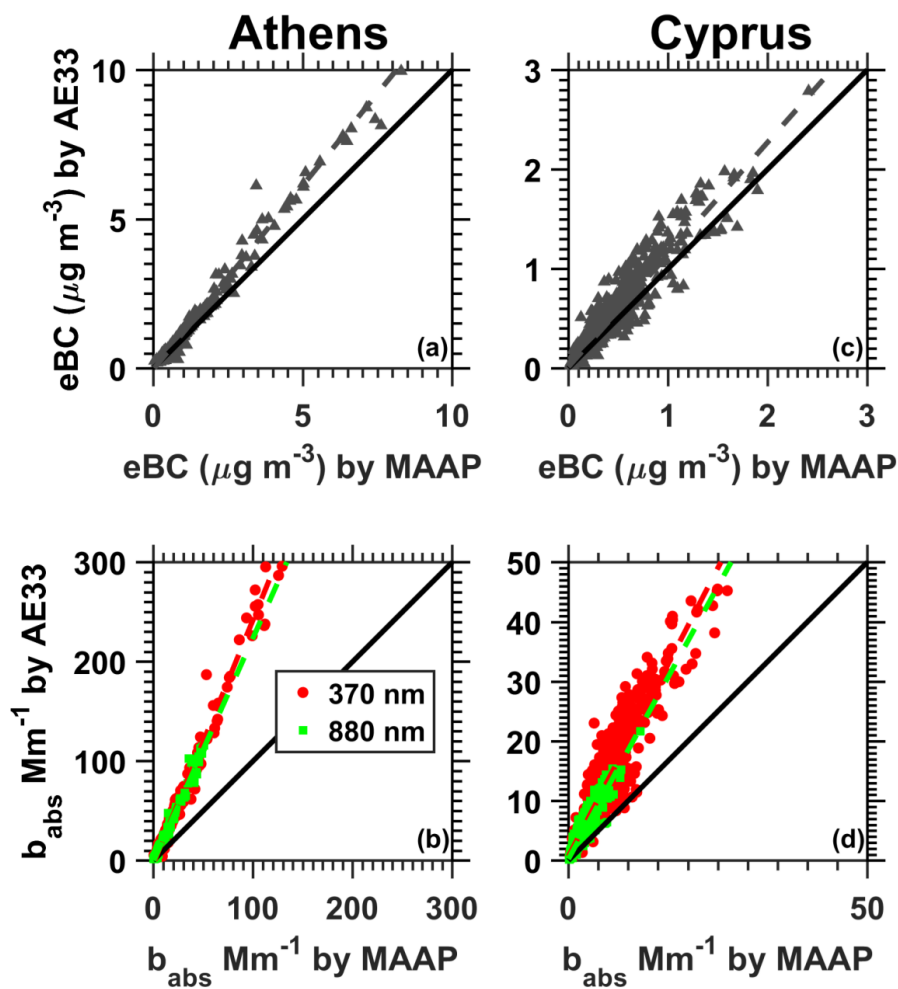 Athens
Cyprus
eBC (μg m⁻³) by AE33
10
5
0
(a)
0
5
10
eBC (μg m⁻³) by MAAP
3
2
1
0
(c)
0
1
2
3
eBC (μg m⁻³) by MAAP
b_abs Mm⁻¹ by AE33
300
200
100
0
370 nm
880 nm
(b)
0
100
200
300
b_abs Mm⁻¹ by MAAP
50
40
30
20
10
0
(d)
0
50
b_abs Mm⁻¹ by MAAP